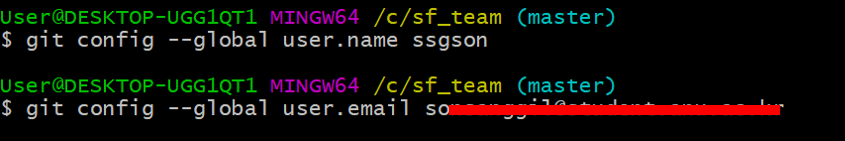 User@DESKTOP-UGG1QT1 MINGW64 /c/sf_team (master)
$ git config --global user.name ssgson
User@DESKTOP-UGG1QT1 MINGW64 /c/sf_team (master)
$ git config --global user.email